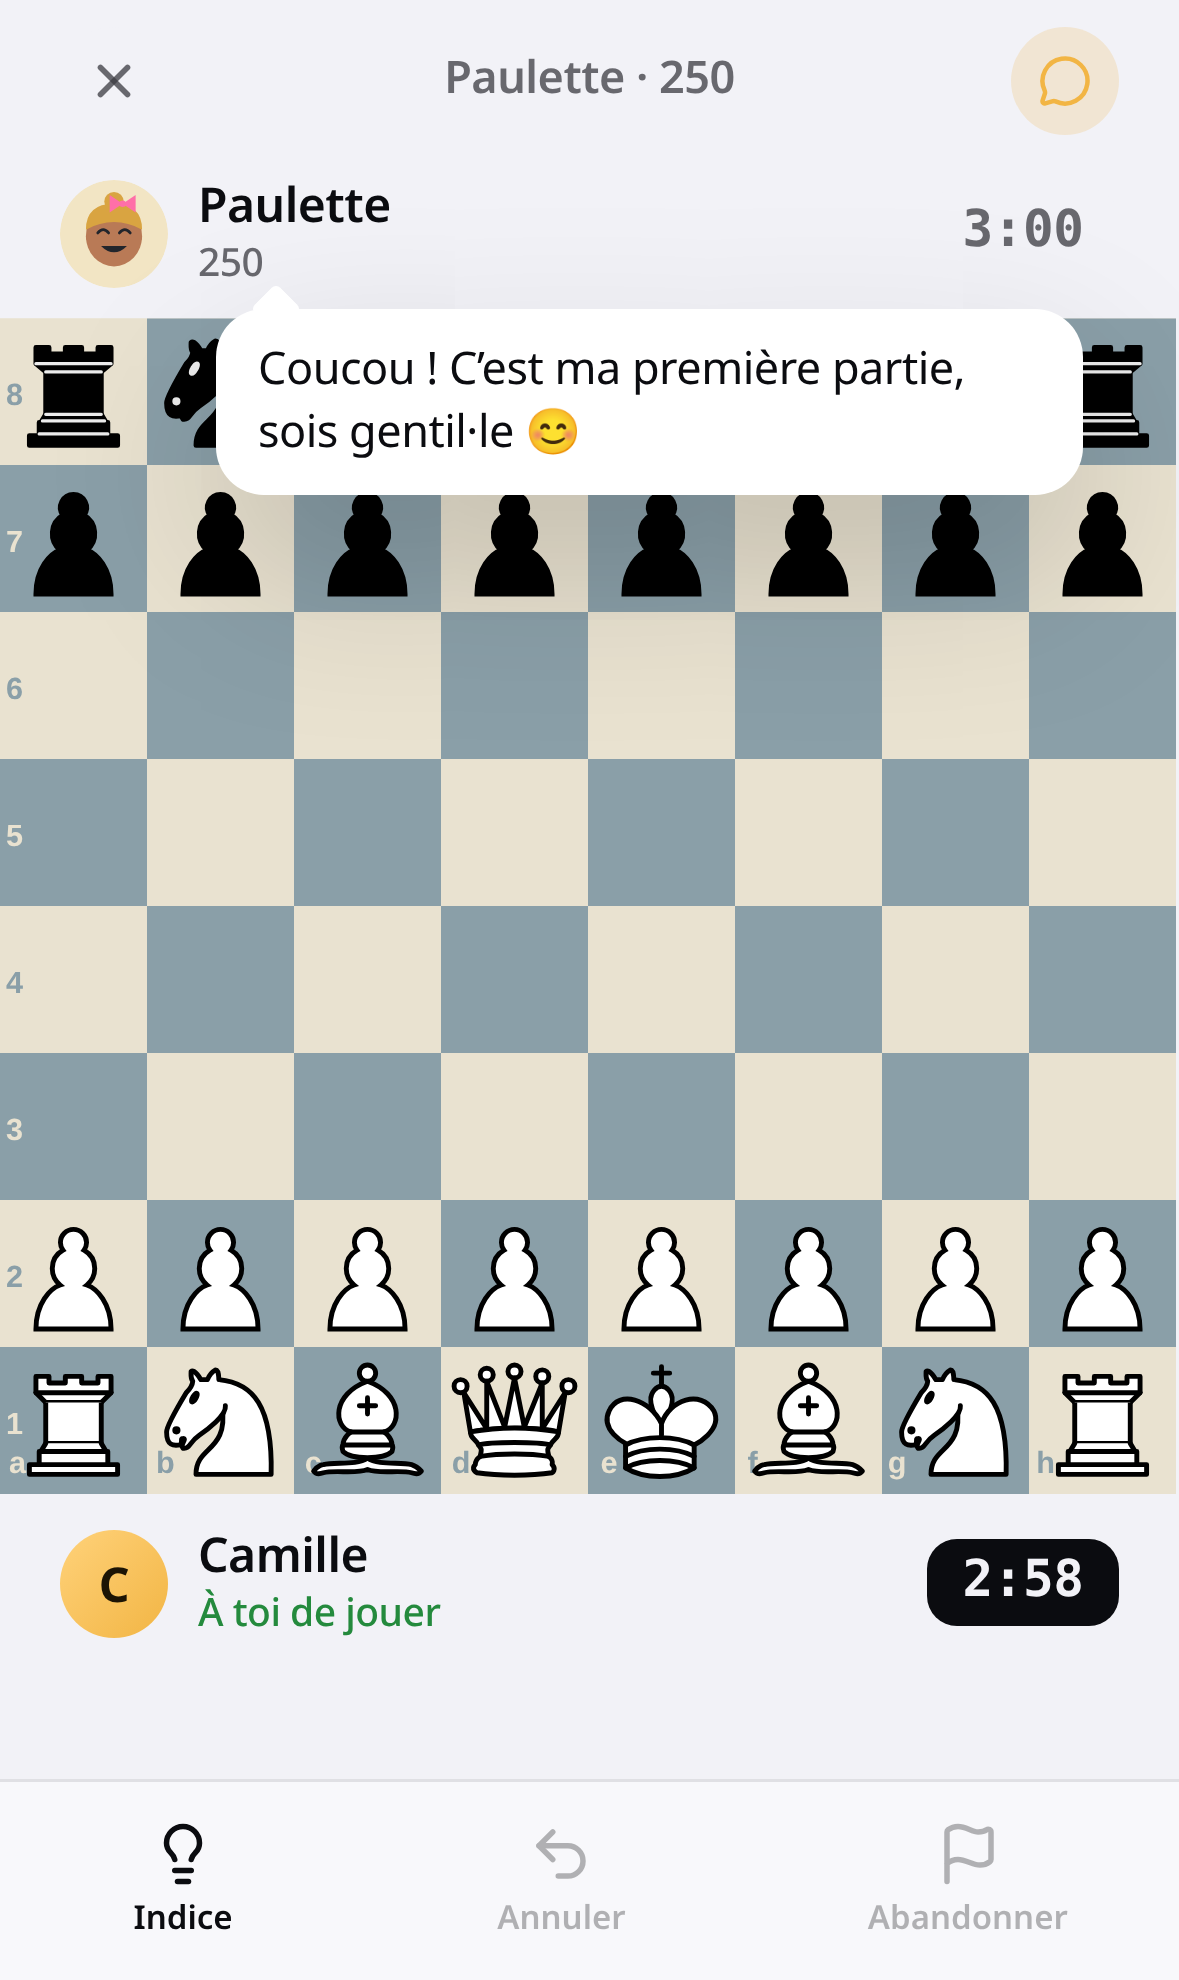 Paulette · 250
Paulette
250
3:00
Coucou ! C’est ma première partie,
sois gentil·le 😊
8
7
6
5
4
3
2
1
a b c d e f g h
Camille
À toi de jouer
C
2:58
Indice
Annuler
Abandonner